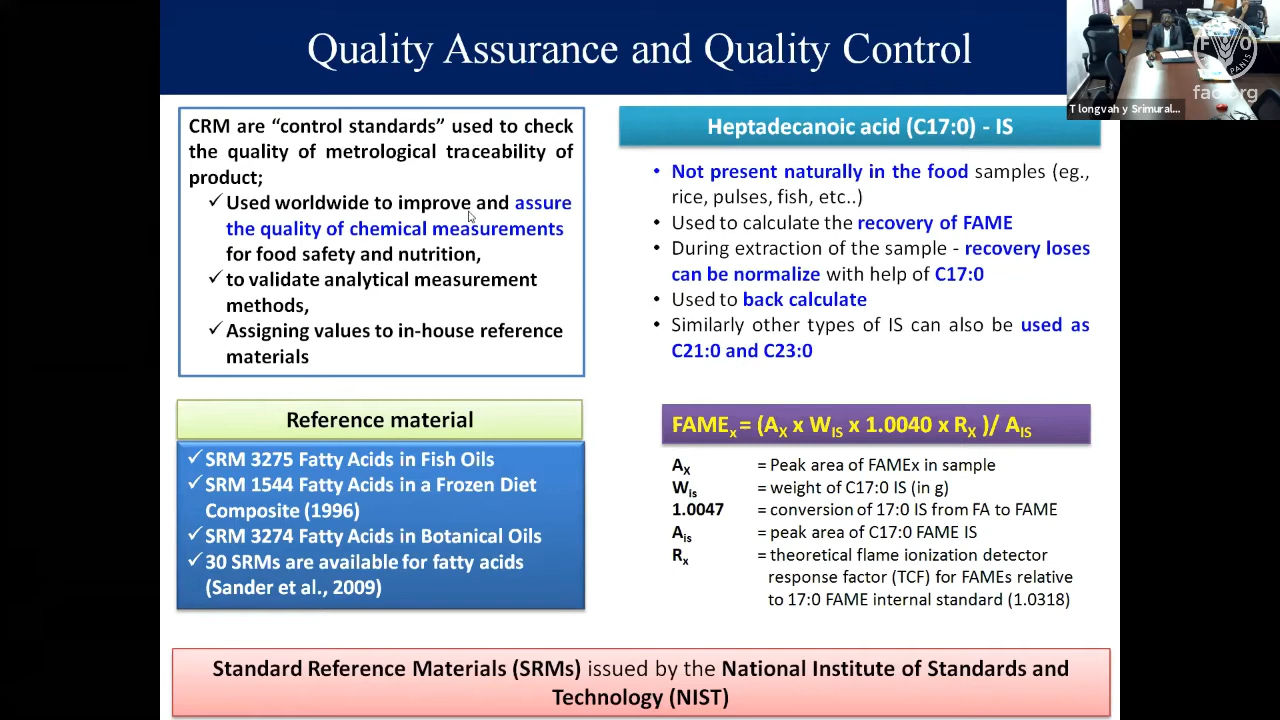 Quality Assurance and Quality Control
T longvah y Srimural...
FAO
fao.org
CRM are “control standards” used to check
the quality of metrological traceability of
product;
✓ Used worldwide to improve and assure
the quality of chemical measurements
for food safety and nutrition,
✓ to validate analytical measurement
methods,
✓ Assigning values to in-house reference
materials
Reference material
✓ SRM 3275 Fatty Acids in Fish Oils
✓ SRM 1544 Fatty Acids in a Frozen Diet
Composite (1996)
✓ SRM 3274 Fatty Acids in Botanical Oils
✓ 30 SRMs are available for fatty acids
(Sander et al., 2009)
Heptadecanoic acid (C17:0) - IS
• Not present naturally in the food samples (eg.,
rice, pulses, fish, etc..)
• Used to calculate the recovery of FAME
• During extraction of the sample - recovery loses
can be normalize with help of C17:0
• Used to back calculate
• Similarly other types of IS can also be used as
C21:0 and C23:0
FAMEx = (AX x WIS x 1.0040 x RX )/ AIS
AX = Peak area of FAMEx in sample
Wis = weight of C17:0 IS (in g)
1.0047 = conversion of 17:0 IS from FA to FAME
Ais = peak area of C17:0 FAME IS
Rx = theoretical flame ionization detector
response factor (TCF) for FAMEs relative
to 17:0 FAME internal standard (1.0318)
Standard Reference Materials (SRMs) issued by the National Institute of Standards and
Technology (NIST)